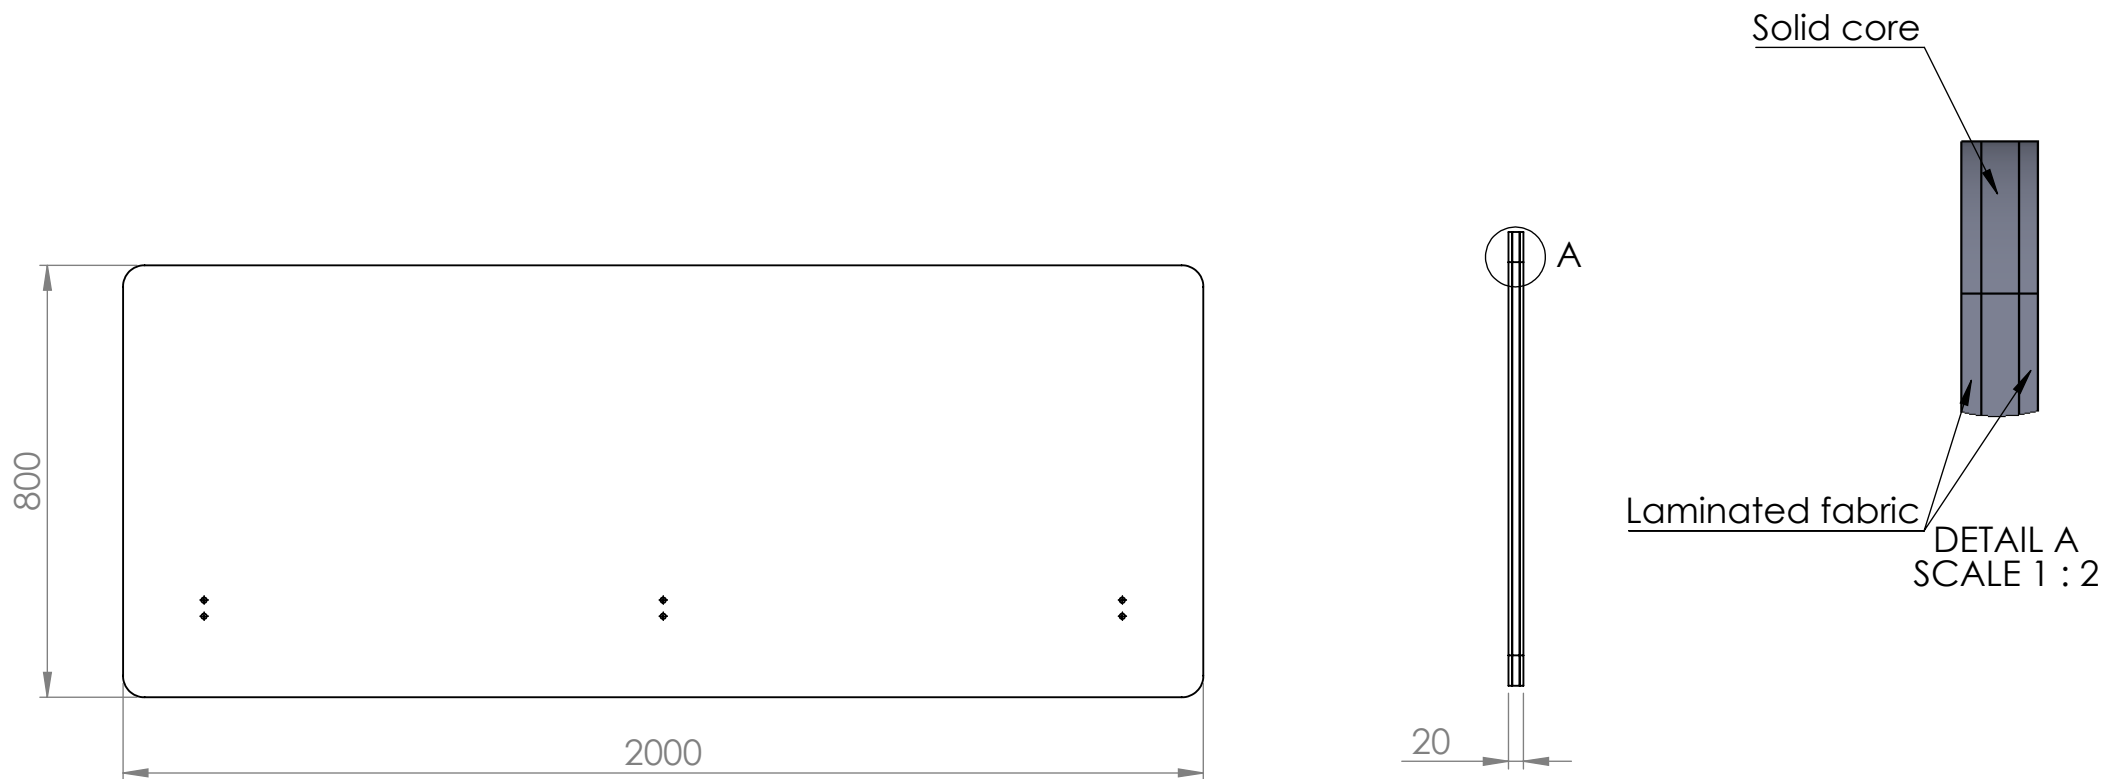 Solid core
A
800
2000
20
Laminated fabric
DETAIL A
SCALE 1 : 2